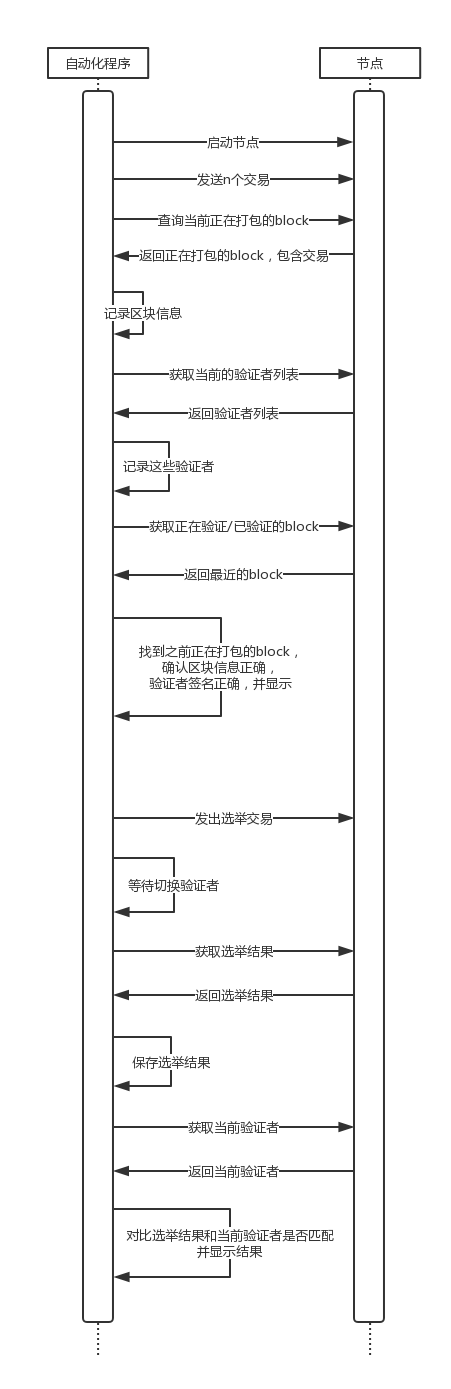 自动化程序
节点
启动节点
发送n个交易
查询当前正在打包的block
返回正在打包的block，包含交易
记录区块信息
获取当前的验证者列表
返回验证者列表
记录这些验证者
获取正在验证/已验证的block
返回最近的block
找到之前正在打包的block，
确认区块信息正确，
验证者签名正确，并显示
发出选举交易
等待切换验证者
获取选举结果
返回选举结果
保存选举结果
获取当前验证者
返回当前验证者
对比选举结果和当前验证者是否匹配
并显示结果